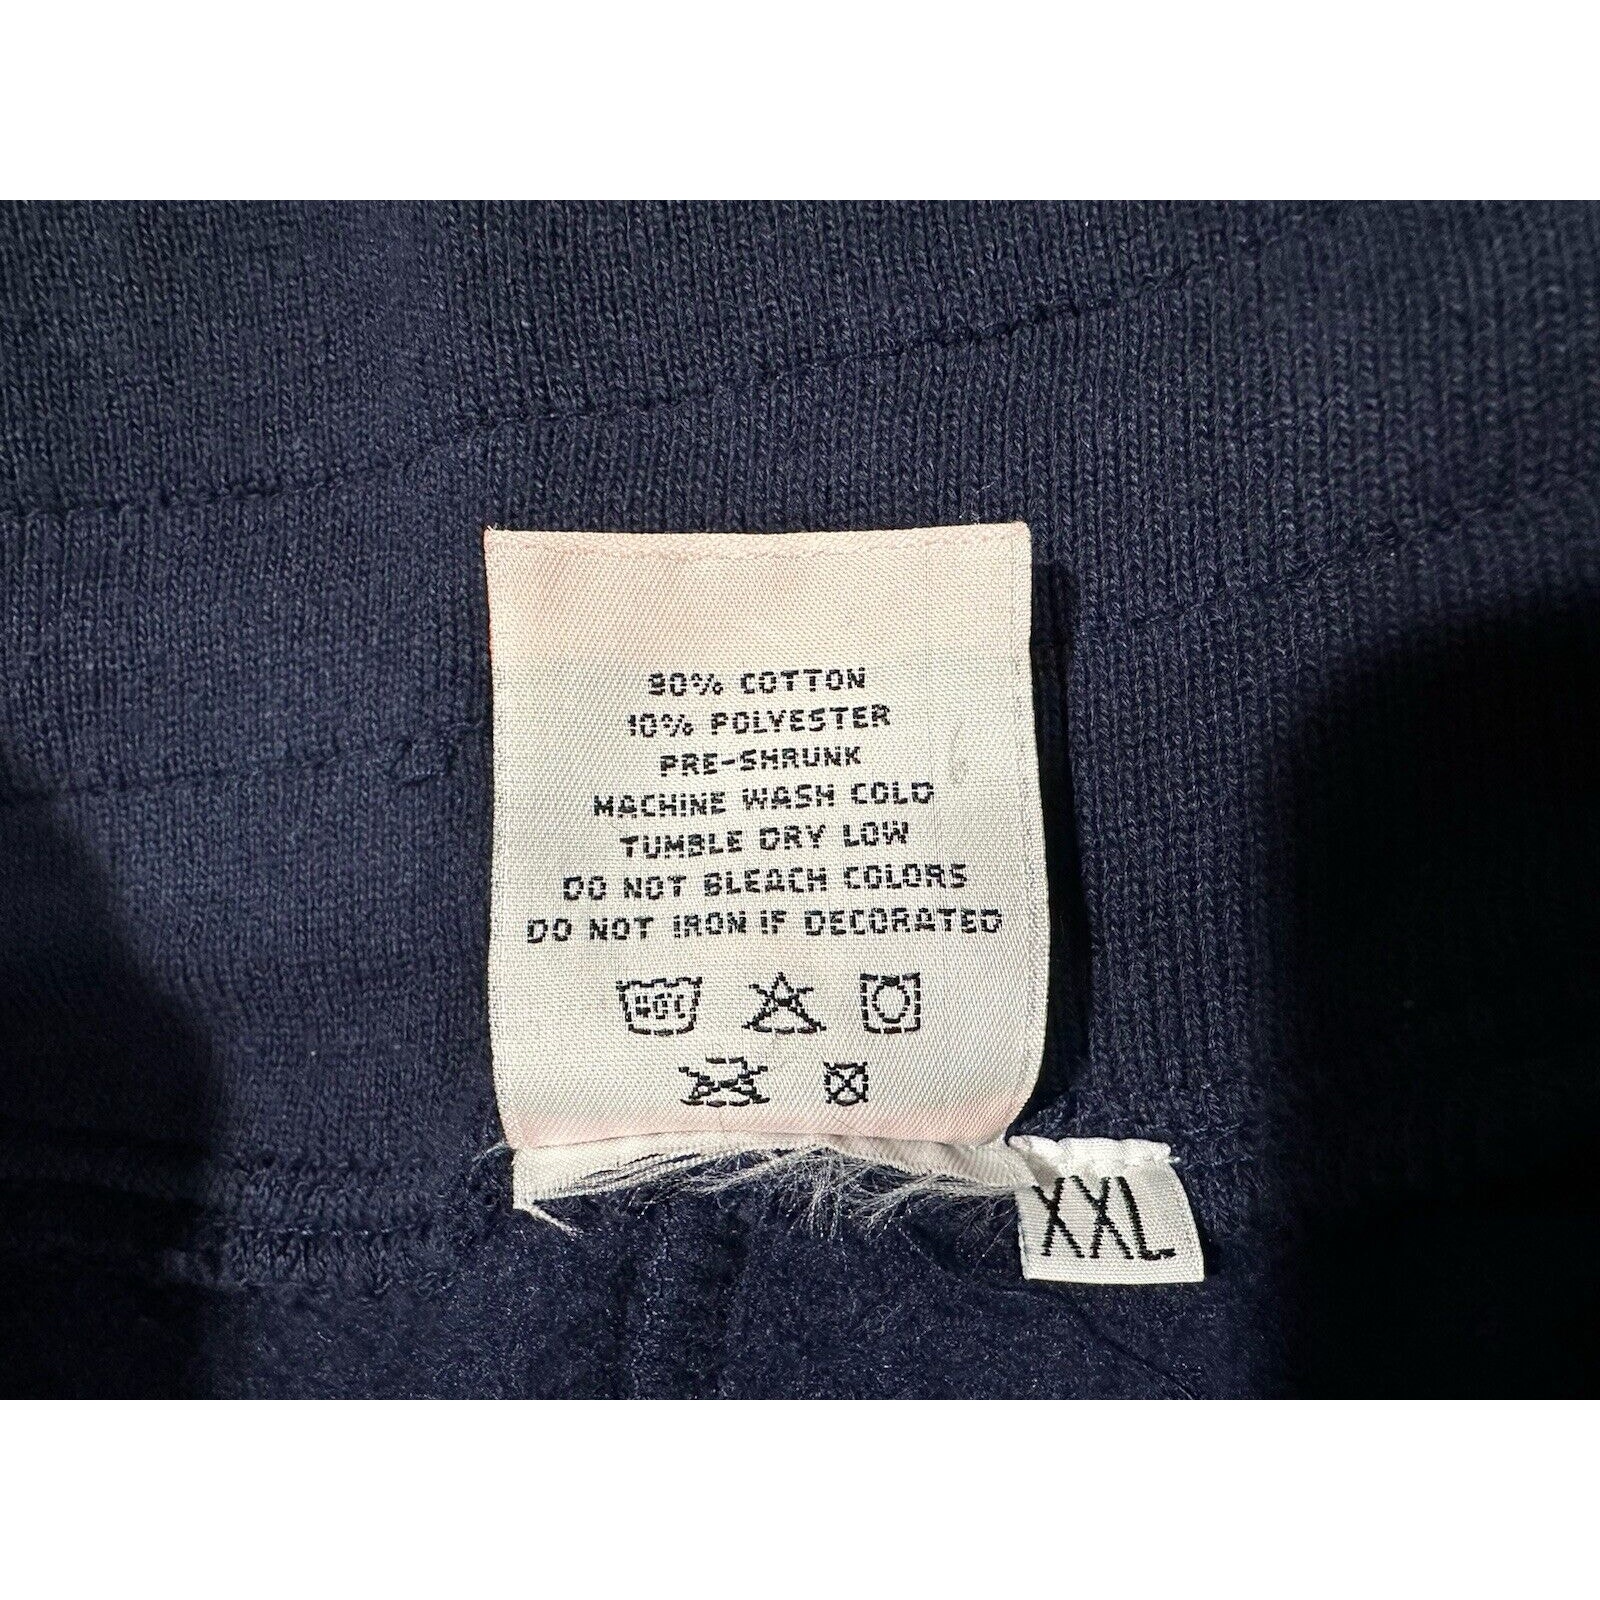 90% COTTON
10% POLYESTER
PRE-SHRUNK
MACHINE WASH COLD
TUMBLE DRY LOW
DO NOT BLEACH COLORS
DO NOT IRON IF DECORATED
40C
XXL